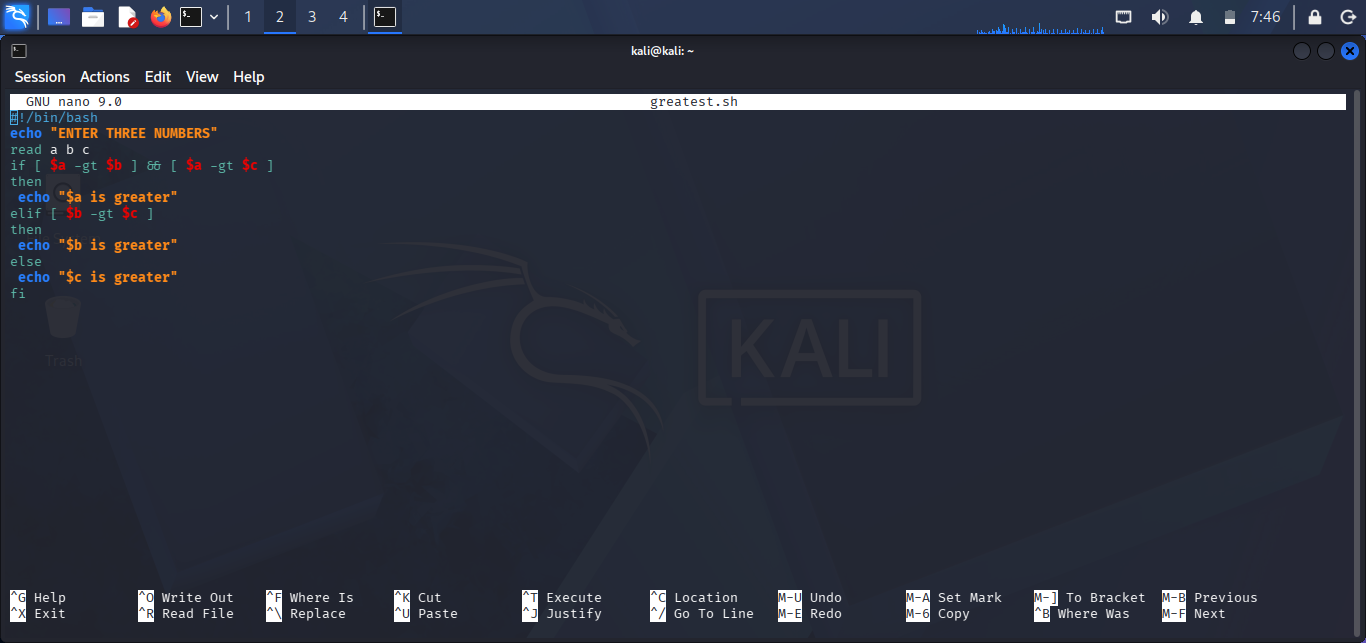 1 2 3 4 7:46
kali@kali: ~
Session Actions Edit View Help
GNU nano 9.0 greatest.sh
#!/bin/bash
echo "ENTER THREE NUMBERS"
read a b c
if [ $a -gt $b ] && [ $a -gt $c ]
then
echo "$a is greater"
elif [ $b -gt $c ]
then
echo "$b is greater"
else
echo "$c is greater"
fi
Trash
KALI
^G Help ^O Write Out ^F Where Is ^K Cut ^T Execute ^C Location M-U Undo M-A Set Mark M-] To Bracket M-B Previous
^X Exit ^R Read File ^\ Replace ^U Paste ^J Justify ^/ Go To Line M-E Redo M-6 Copy ^B Where Was M-F Next